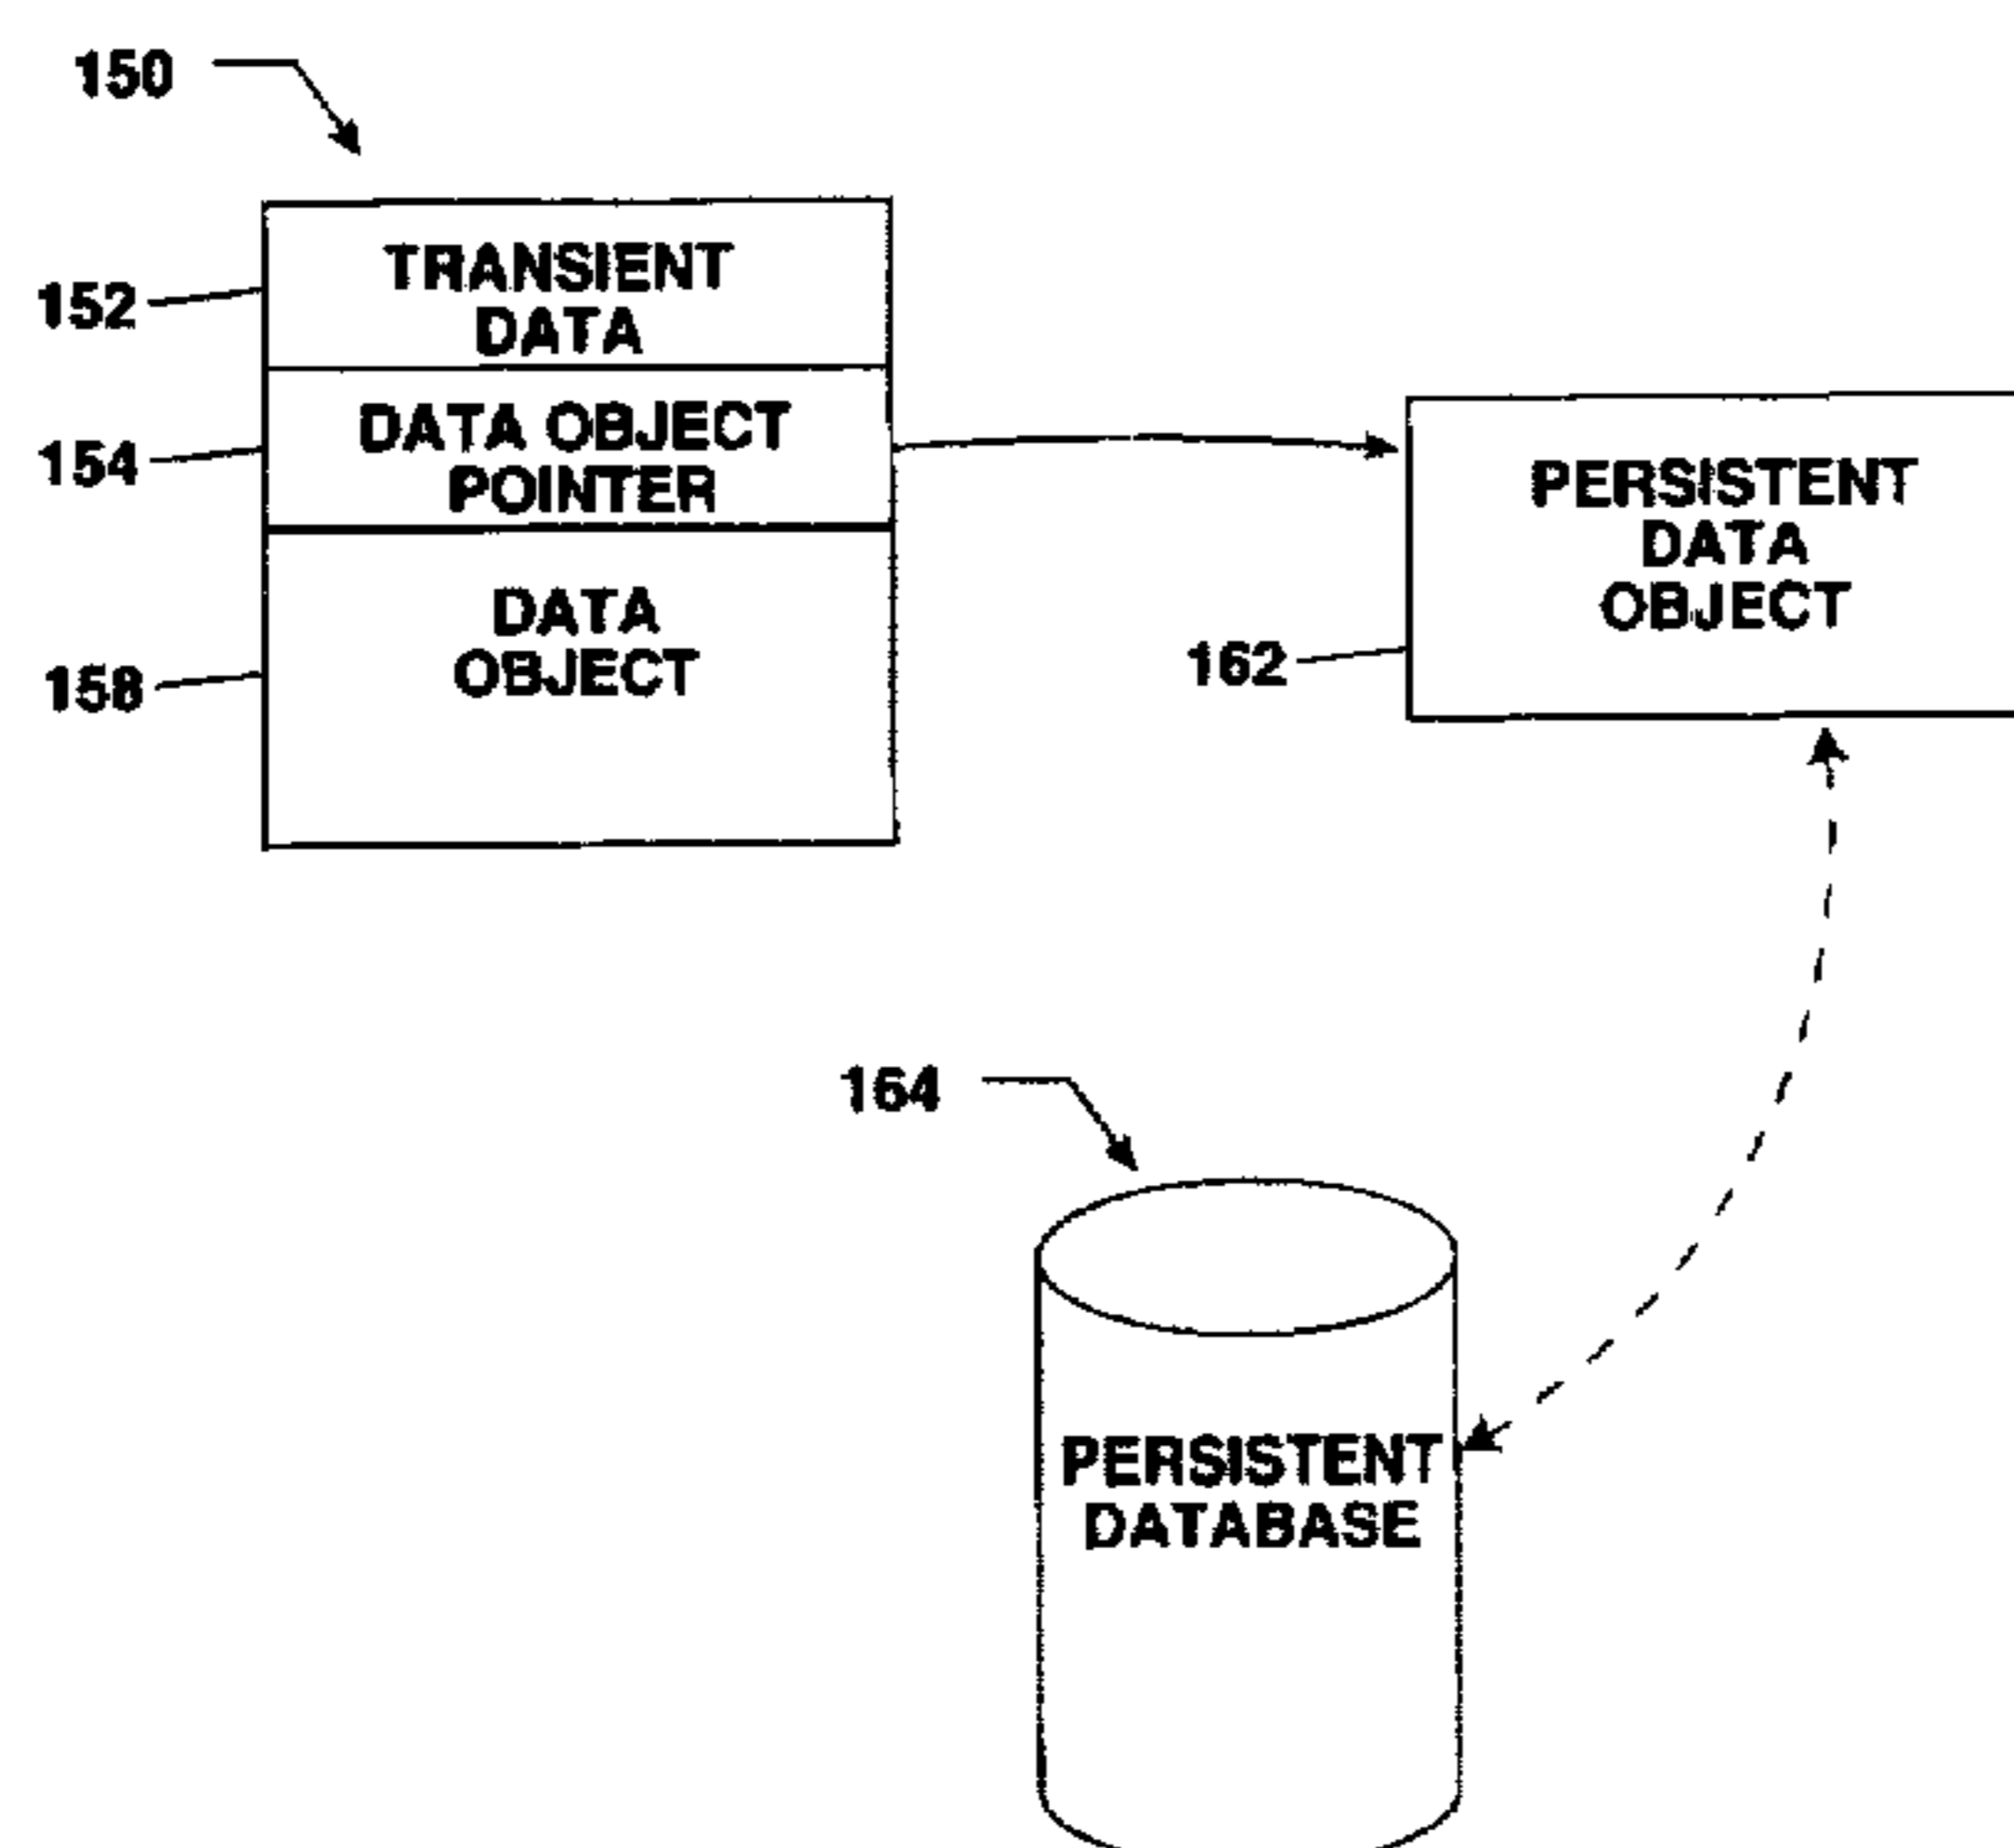 150
152
TRANSIENT
DATA
154
DATA OBJECT
POINTER
158
DATA
OBJECT
162
PERSISTENT
DATA
OBJECT
164
PERSISTENT
DATABASE